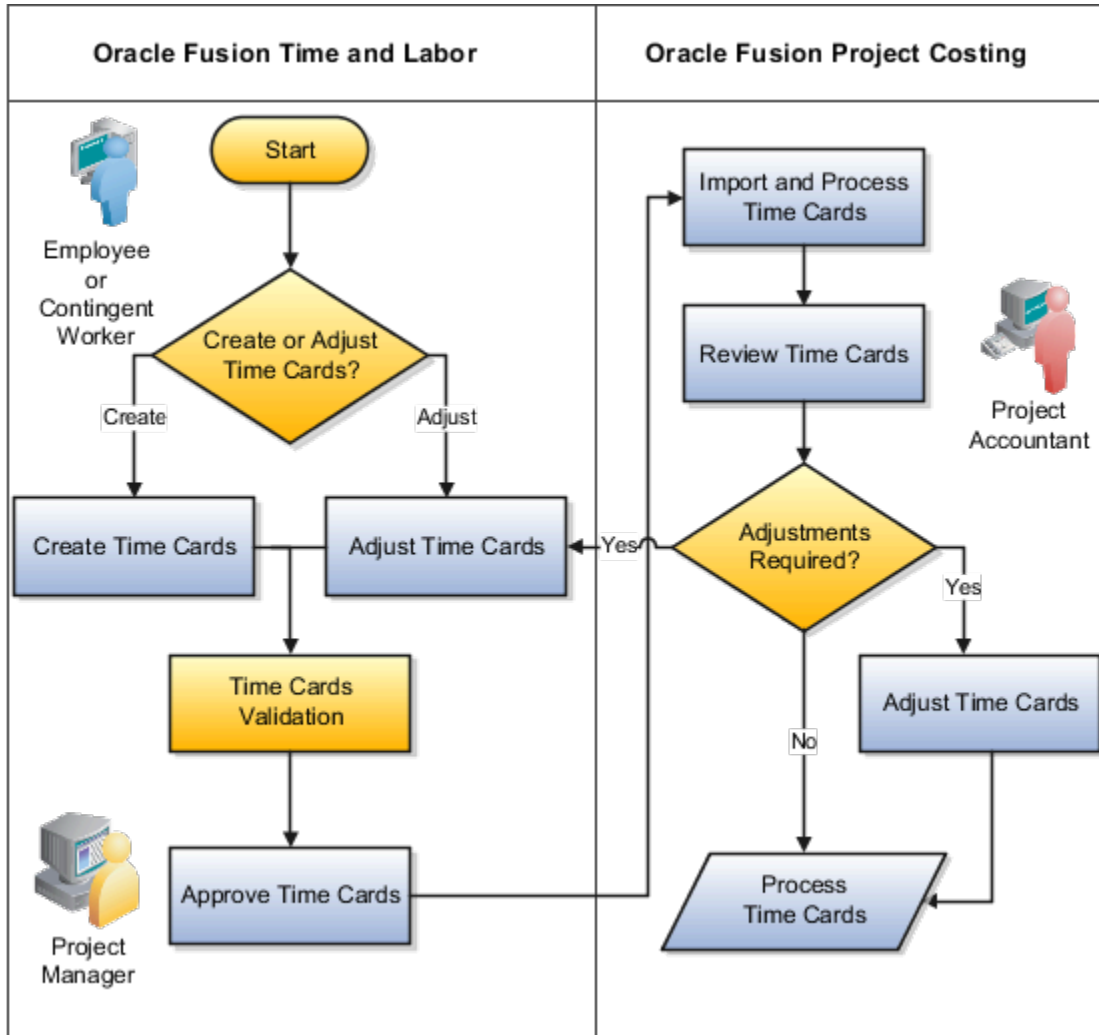 Oracle Fusion Time and Labor
Oracle Fusion Project Costing
Start
Employee
or
Contingent
Worker
Create or Adjust
Time Cards?
Create
Adjust
Create Time Cards
Adjust Time Cards
Time Cards
Validation
Approve Time Cards
Project
Manager
Import and Process
Time Cards
Review Time Cards
Project
Accountant
Adjustments
Required?
Yes
Yes
No
Adjust Time Cards
Process
Time Cards